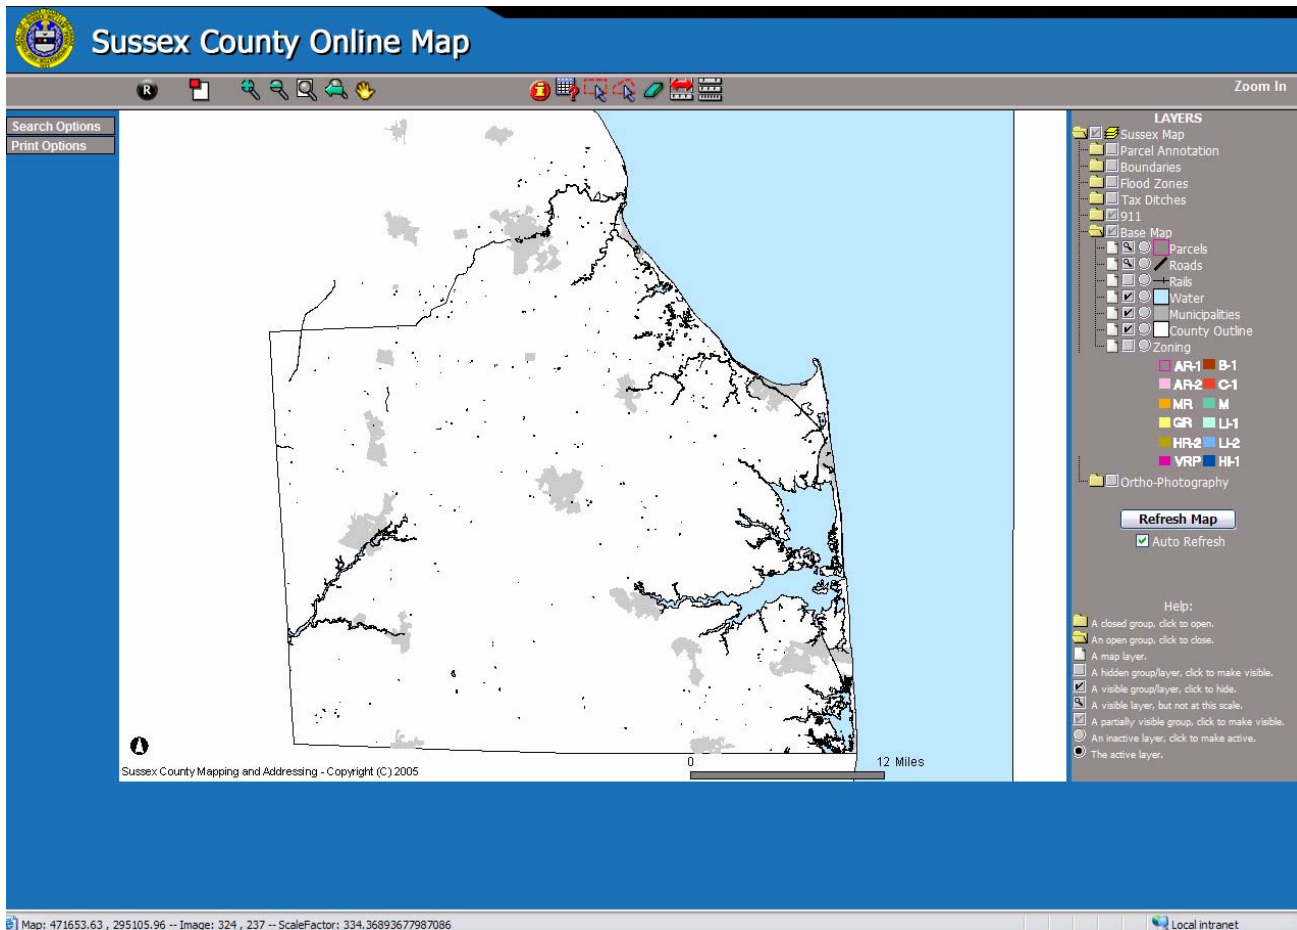 Sussex County Online Map
R
Zoom In
Search Options
Print Options
LAYERS
Sussex Map
Parcel Annotation
Boundaries
Flood Zones
Tax Ditches
911
Base Map
Parcels
Roads
Rails
Water
Municipalities
County Outline
Zoning
AR-1 B-1
AR-2 C-1
MR M
GR LI-1
HR-2 LI-2
VRP HI-1
Ortho-Photography
Refresh Map
Auto Refresh
Help:
A closed group, click to open.
An open group, click to close.
A map layer.
A hidden group/layer, click to make visible.
A visible group/layer, click to hide.
A visible layer, but not at this scale.
A partially visible group, click to make visible.
An inactive layer, click to make active.
The active layer.
0 12 Miles
Sussex County Mapping and Addressing - Copyright (C) 2005
Map: 471653.63 , 295105.96 -- Image: 324 , 237 -- ScaleFactor: 334.36893677987086
Local intranet